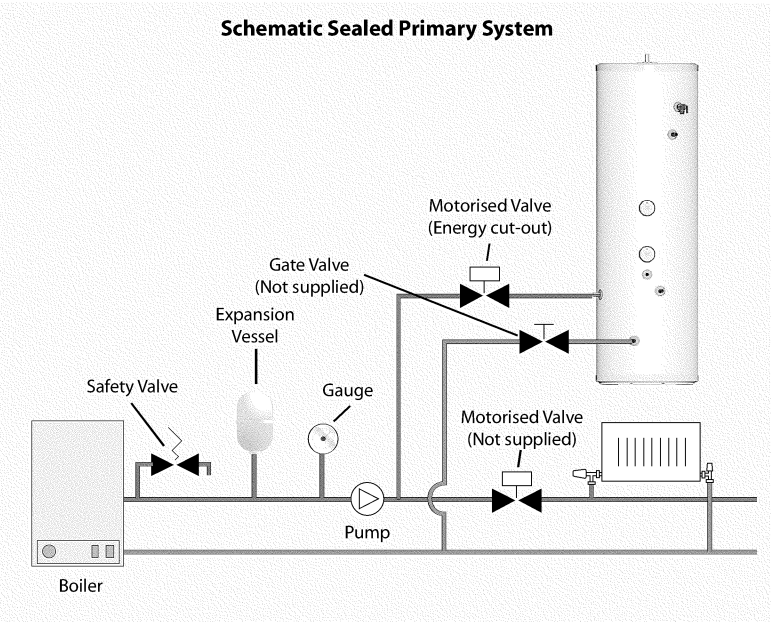 Schematic Sealed Primary System
Motorised Valve
(Energy cut-out)
Gate Valve
(Not supplied)
Expansion
Vessel
Safety Valve
Gauge
Motorised Valve
(Not supplied)
Pump
Boiler